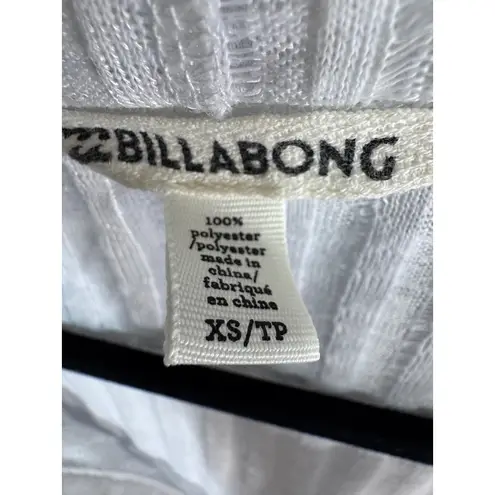 BILLABONG
100%
polyester
/polyester
made in
china/
fabriqué
en chine
XS/TP